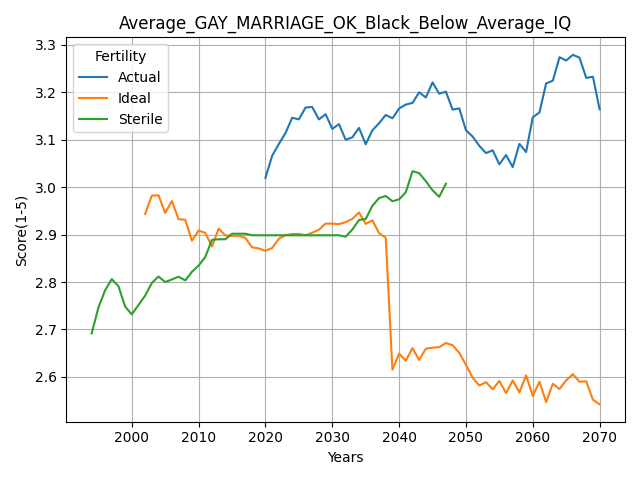 Average_GAY_MARRIAGE_OK_Black_Below_Average_IQ
Fertility
Actual
Ideal
Sterile
Score(1-5)
3.3
3.2
3.1
3.0
2.9
2.8
2.7
2.6
2000 2010 2020 2030 2040 2050 2060 2070
Years